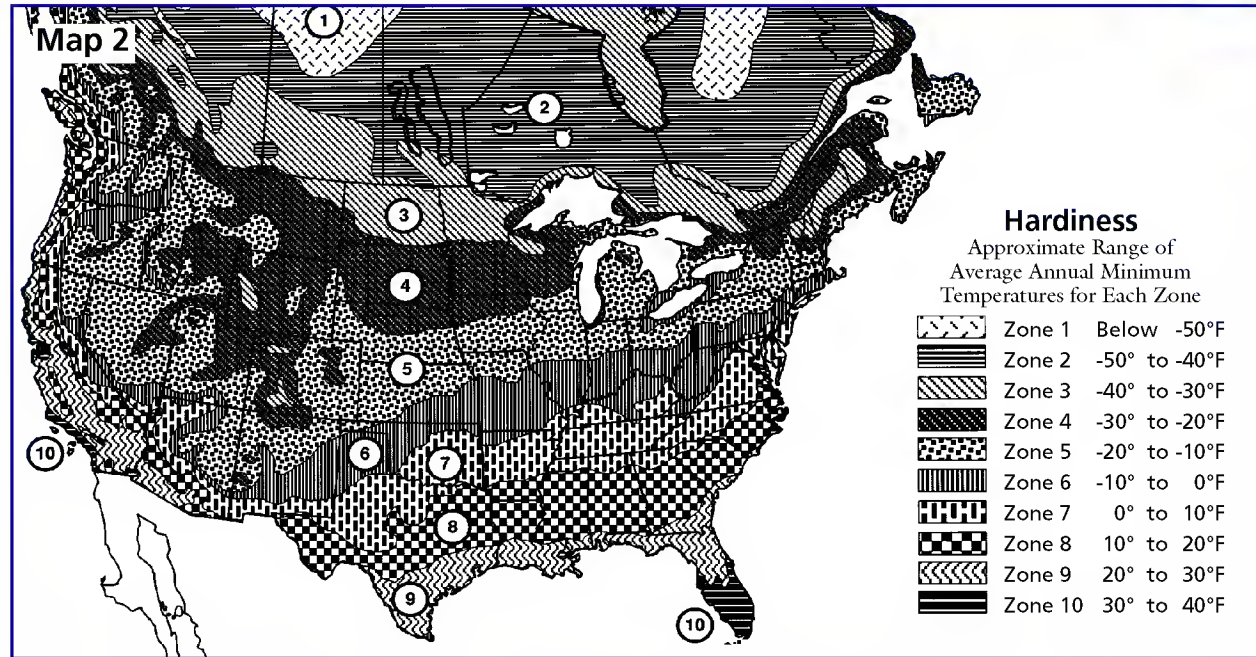 Map 2
1
2
3
4
5
6
7
8
9
10
10
Hardiness
Approximate Range of
Average Annual Minimum
Temperatures for Each Zone
Zone 1 Below -50°F
Zone 2 -50° to -40°F
Zone 3 -40° to -30°F
Zone 4 -30° to -20°F
Zone 5 -20° to -10°F
Zone 6 -10° to 0°F
Zone 7 0° to 10°F
Zone 8 10° to 20°F
Zone 9 20° to 30°F
Zone 10 30° to 40°F